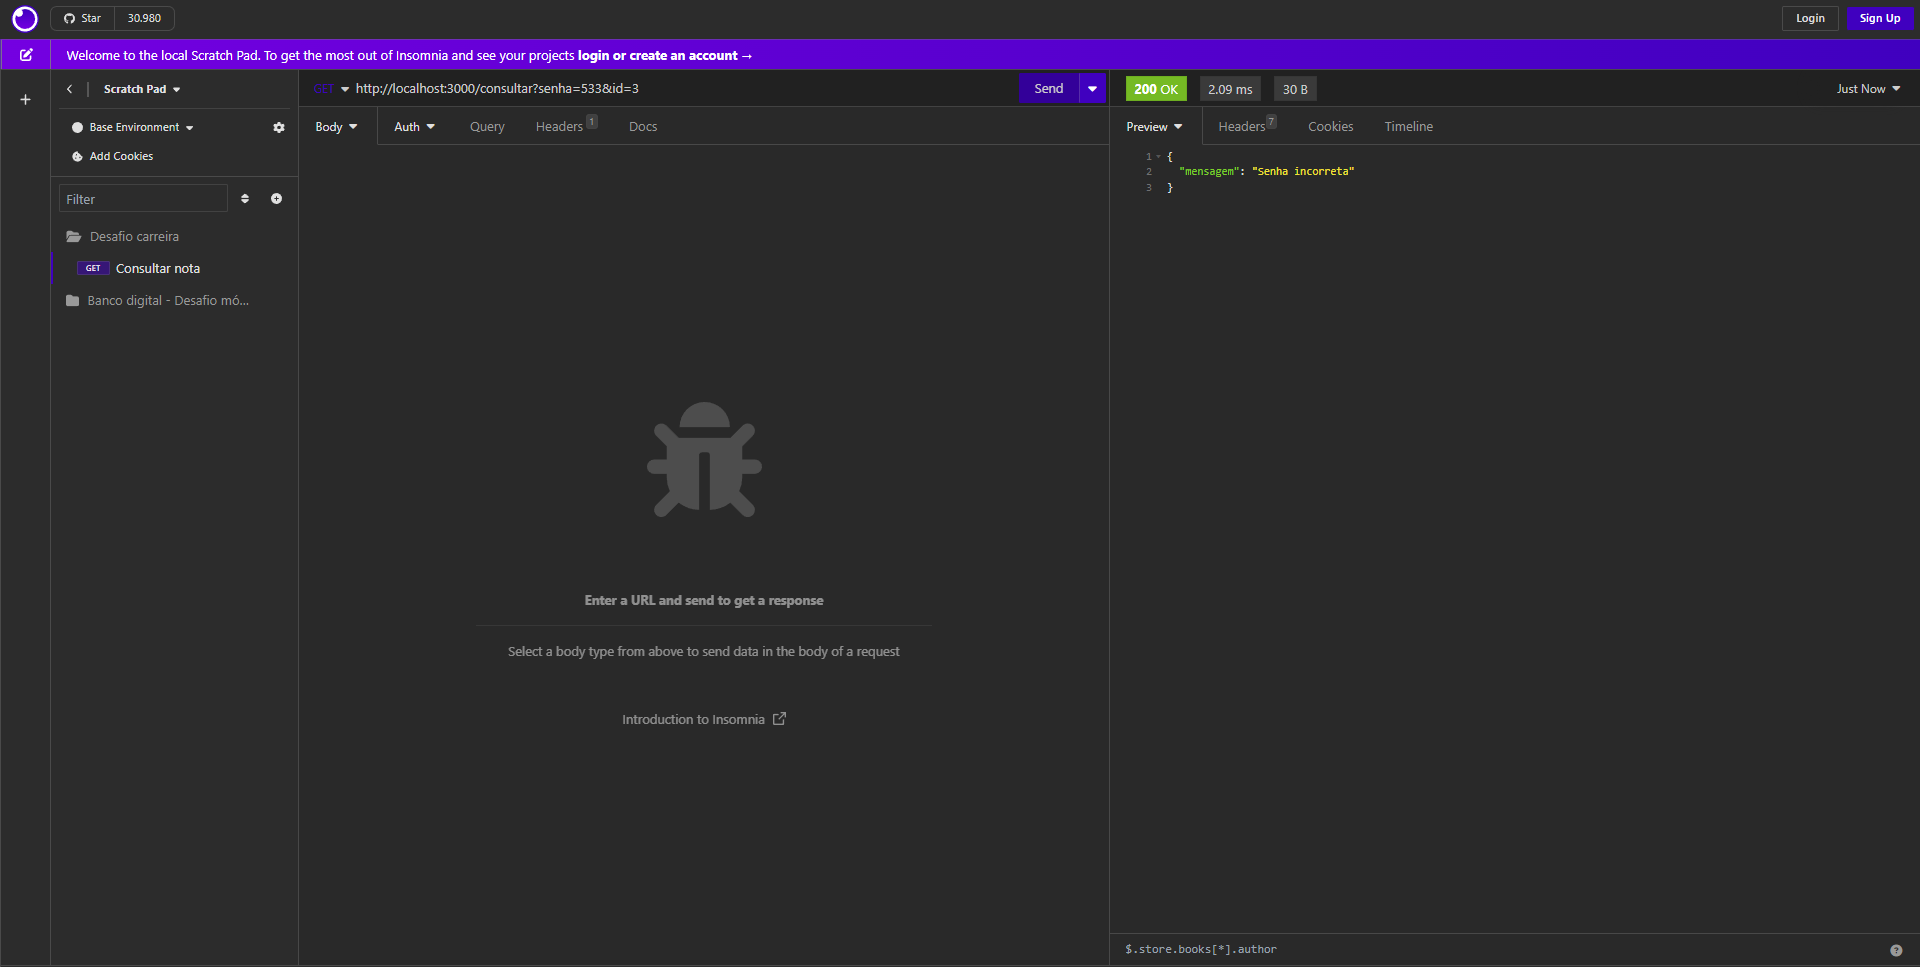 Star 30.980 Login Sign Up
Welcome to the local Scratch Pad. To get the most out of Insomnia and see your projects login or create an account →
Scratch Pad
Base Environment
Add Cookies
Filter
Desafio carreira
GET Consultar nota
Banco digital - Desafio mó...
GET http://localhost:3000/consultar?senha=533&id=3 Send
Body Auth Query Headers 1 Docs
Enter a URL and send to get a response
Select a body type from above to send data in the body of a request
Introduction to Insomnia
200 OK 2.09 ms 30 B Just Now
Preview Headers 7 Cookies Timeline
1 {
2 "mensagem": "Senha incorreta"
3 }
$.store.books[*].author